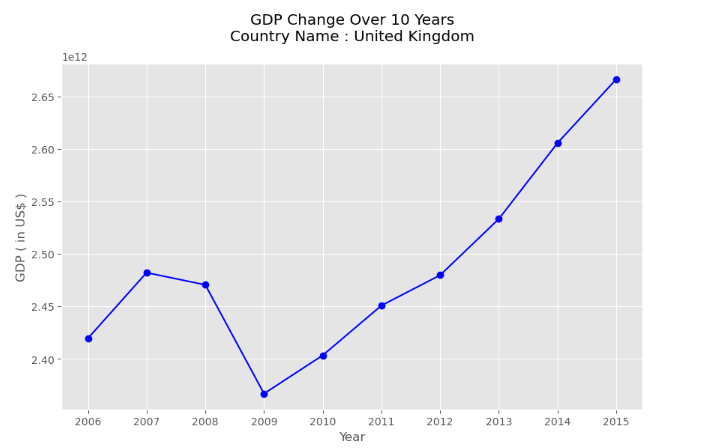 GDP Change Over 10 Years
Country Name : United Kingdom
1e12
2.65
2.60
2.55
2.50
2.45
2.40
GDP ( in US$ )
2006 2007 2008 2009 2010 2011 2012 2013 2014 2015
Year